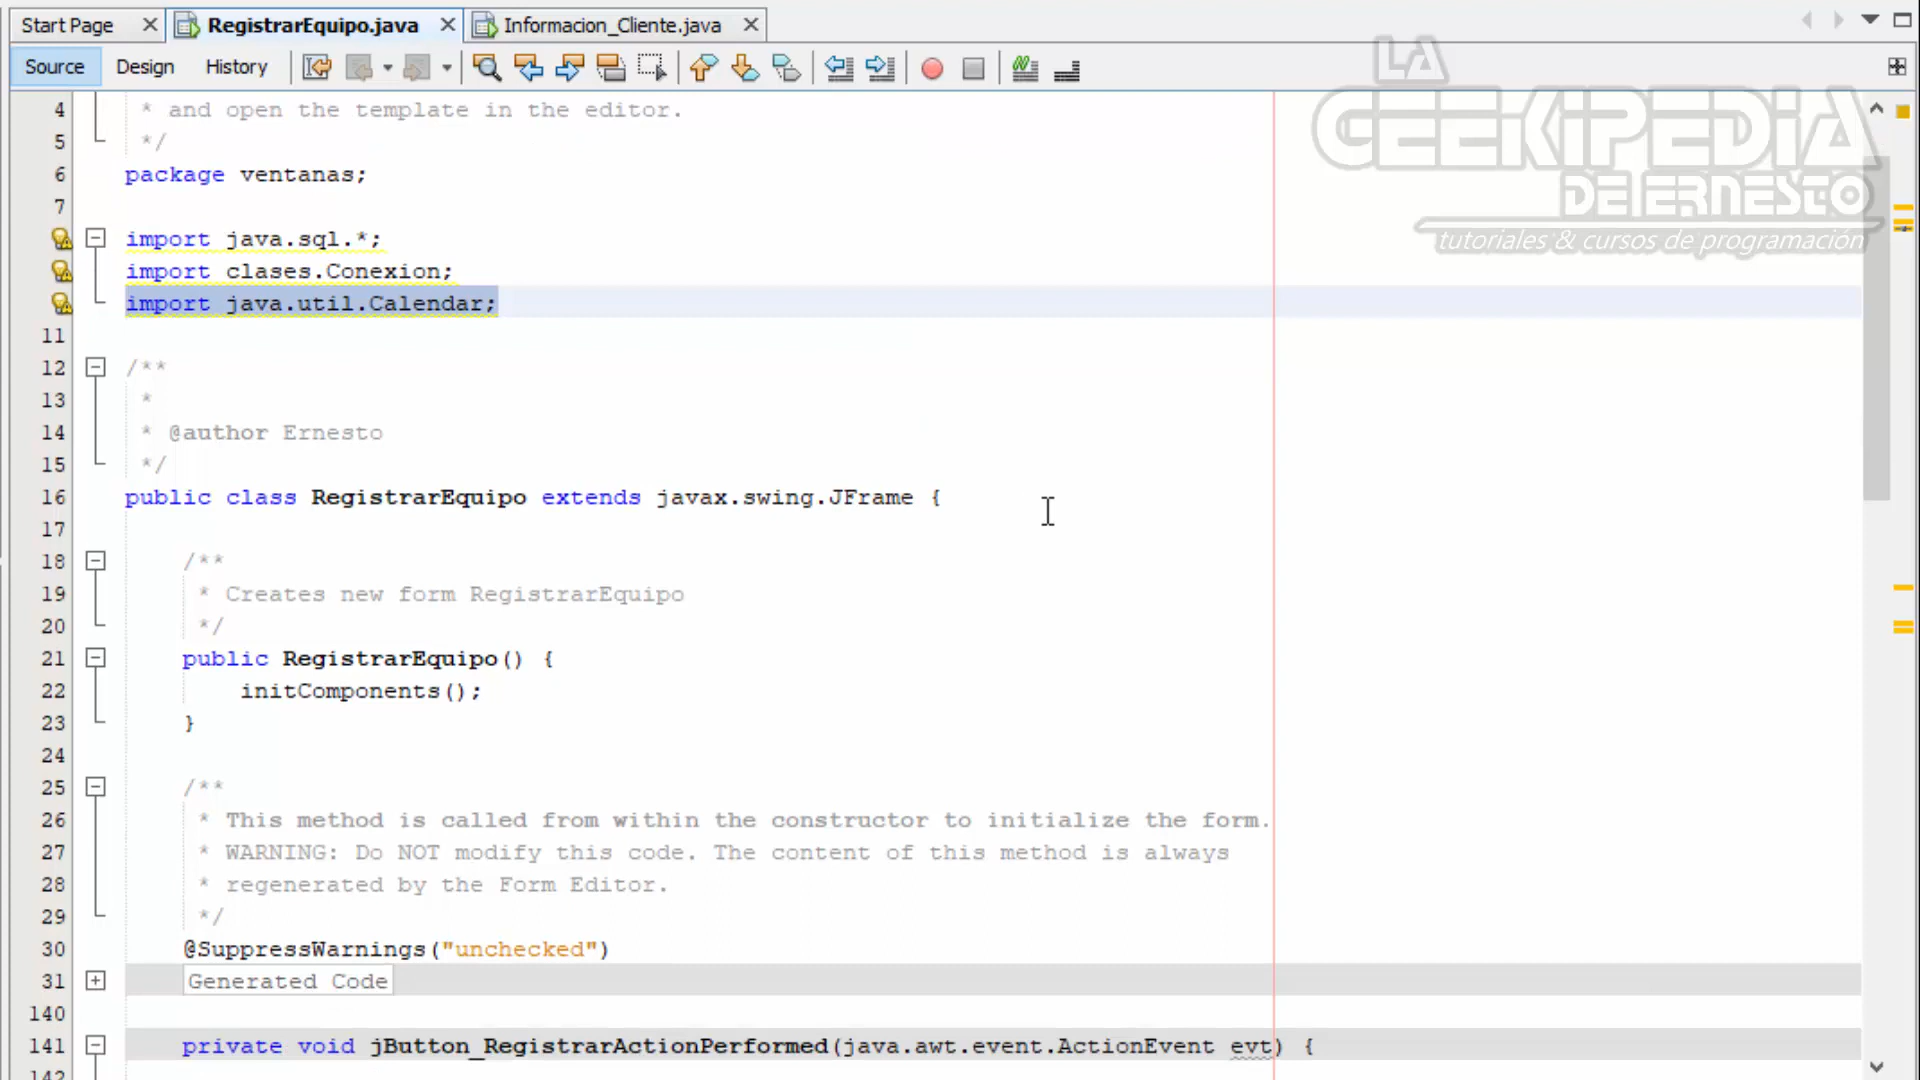 Start Page RegistrarEquipo.java Informacion_Cliente.java
Source Design History
LA
GEEKIPEDIA
DE ERNESTO
tutoriales & cursos de programación
4 * and open the template in the editor.
5 */
6 package ventanas;
7
import java.sql.*;
import clases.Conexion;
import java.util.Calendar;
11
12 /**
13 *
14 * @author Ernesto
15 */
16 public class RegistrarEquipo extends javax.swing.JFrame {
17
18 /**
19 * Creates new form RegistrarEquipo
20 */
21 public RegistrarEquipo() {
22 initComponents();
23 }
24
25 /**
26 * This method is called from within the constructor to initialize the form.
27 * WARNING: Do NOT modify this code. The content of this method is always
28 * regenerated by the Form Editor.
29 */
30 @SuppressWarnings("unchecked")
31 Generated Code
140
141 private void jButton_RegistrarActionPerformed(java.awt.event.ActionEvent evt) {
142